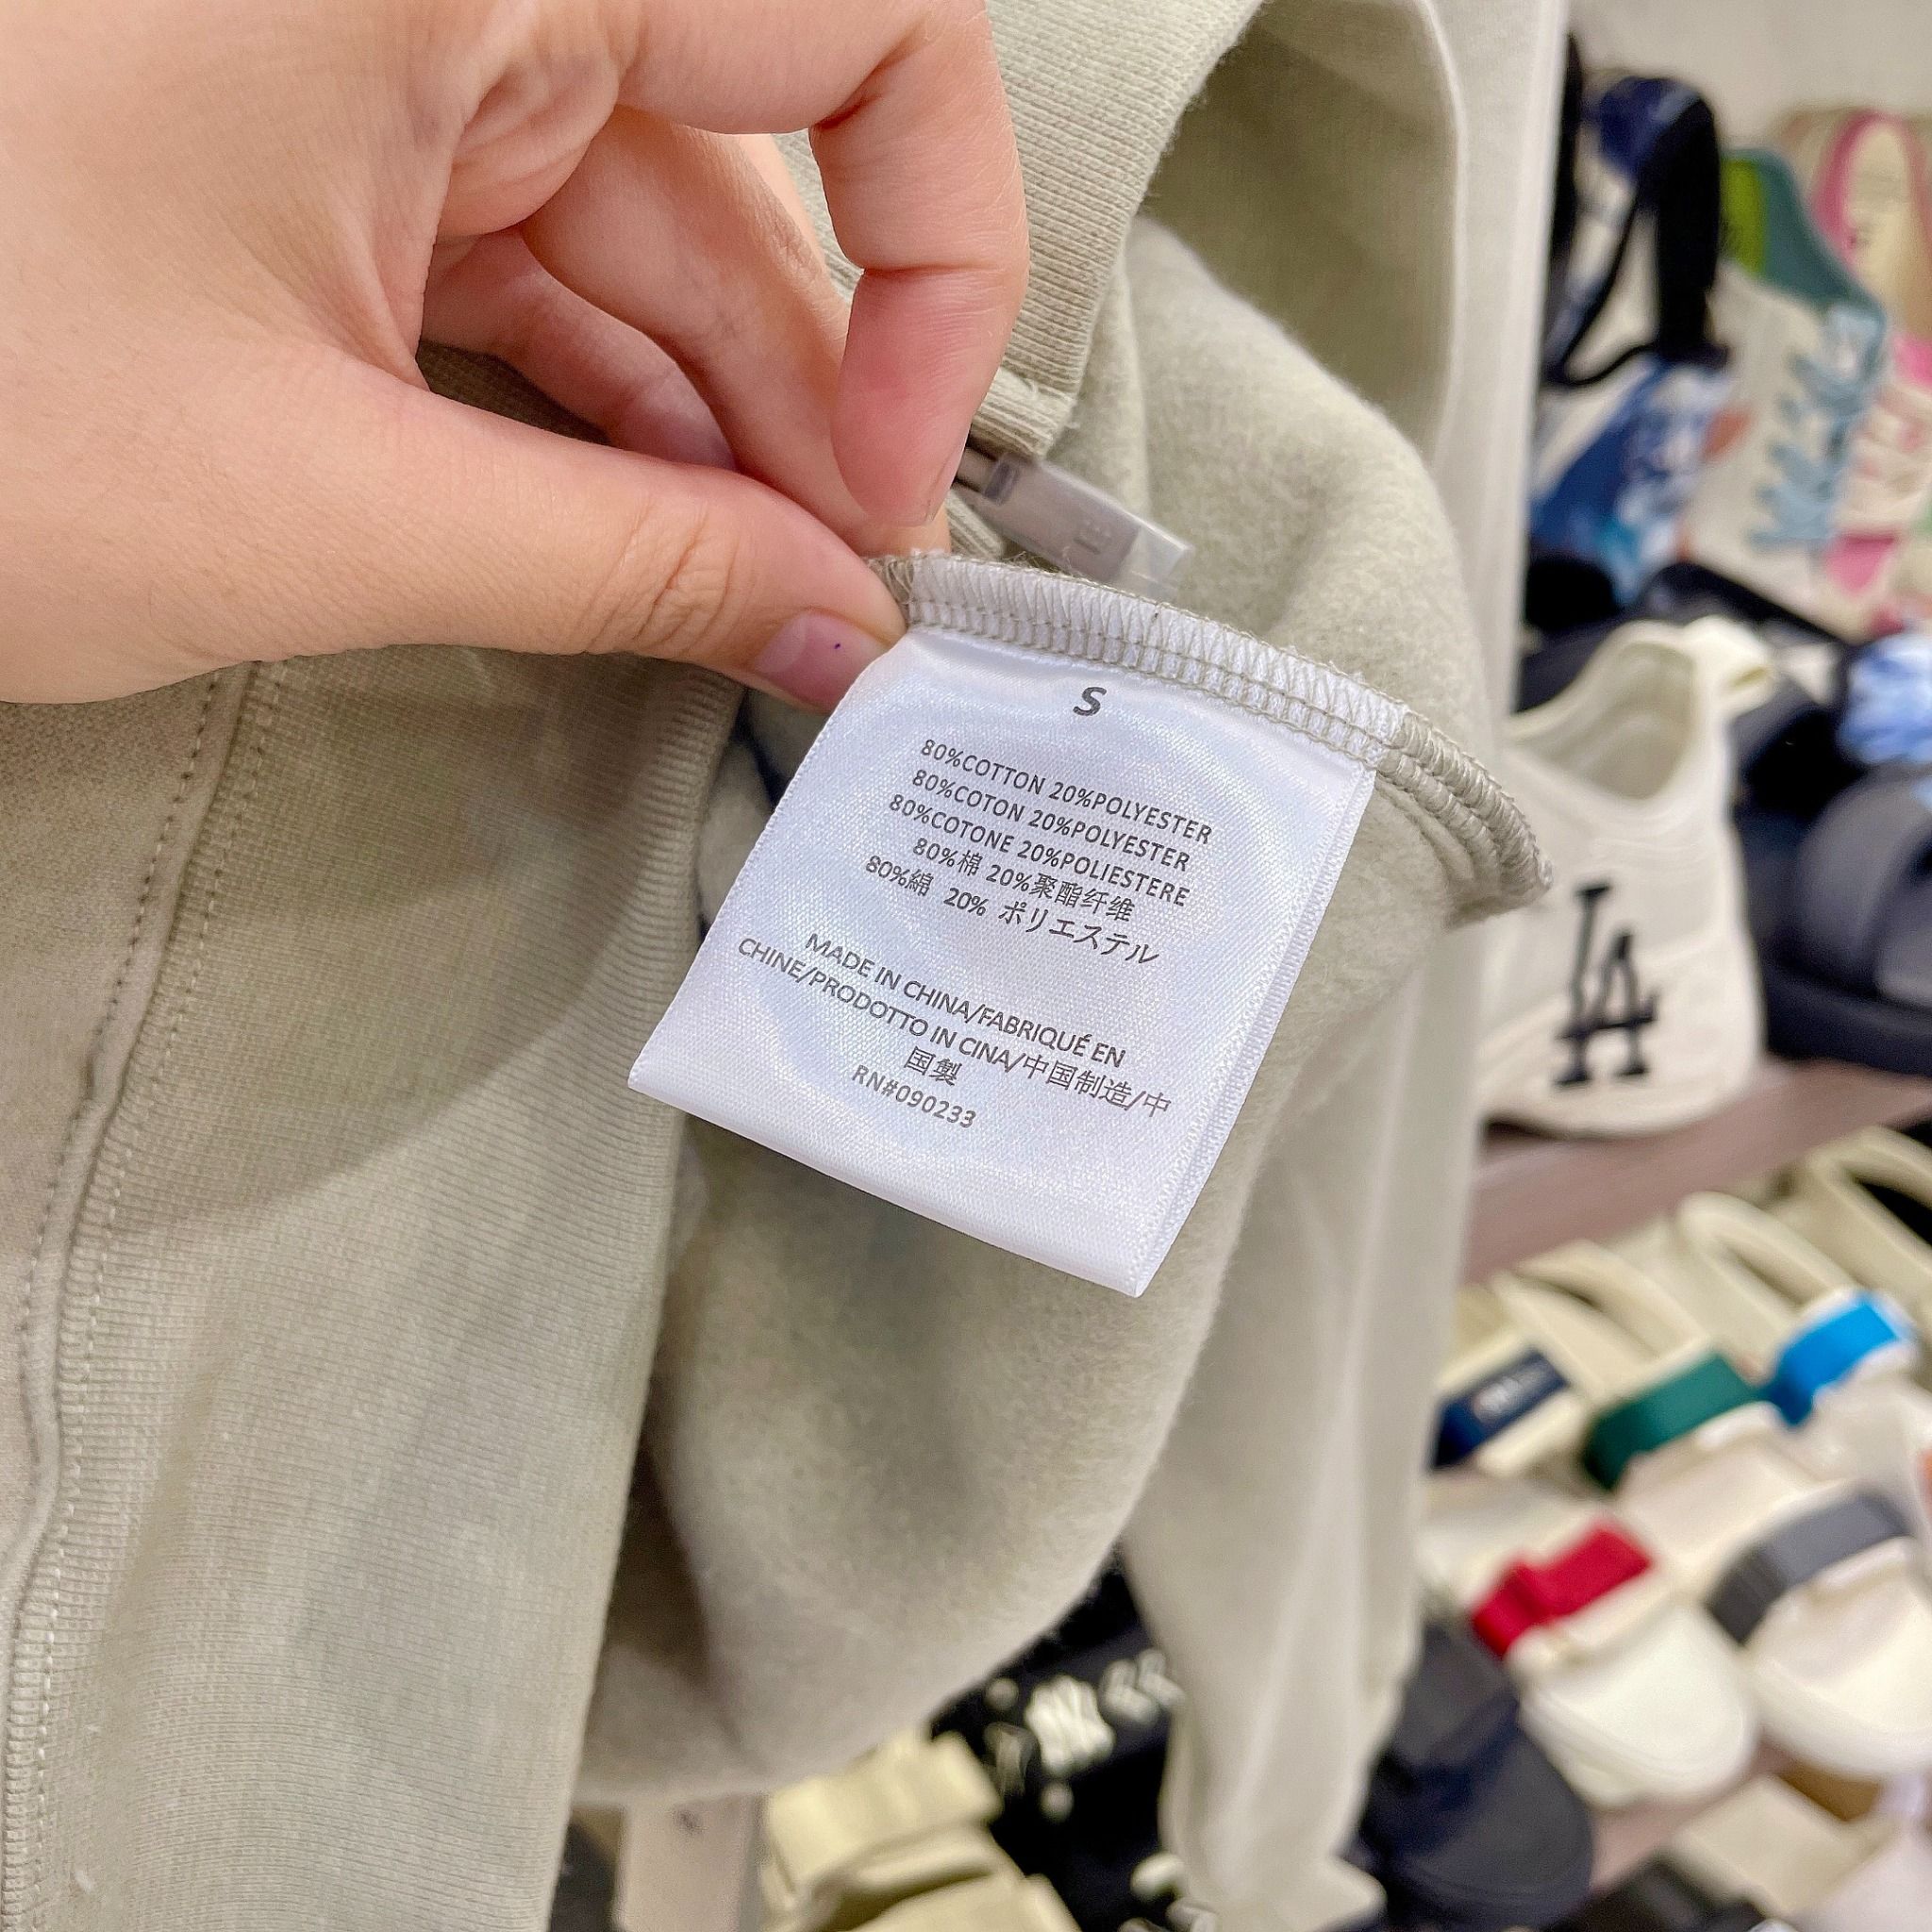 S
80%COTTON 20%POLYESTER
80%COTON 20%POLYESTER
80%COTONE 20%POLIESTERE
80%棉 20%聚酯纤维
80%綿 20% ポリエステル
MADE IN CHINA/FABRIQUÉ EN
CHINE/PRODOTTO IN CINA/中国制造/中
国製
RN#090233
LA